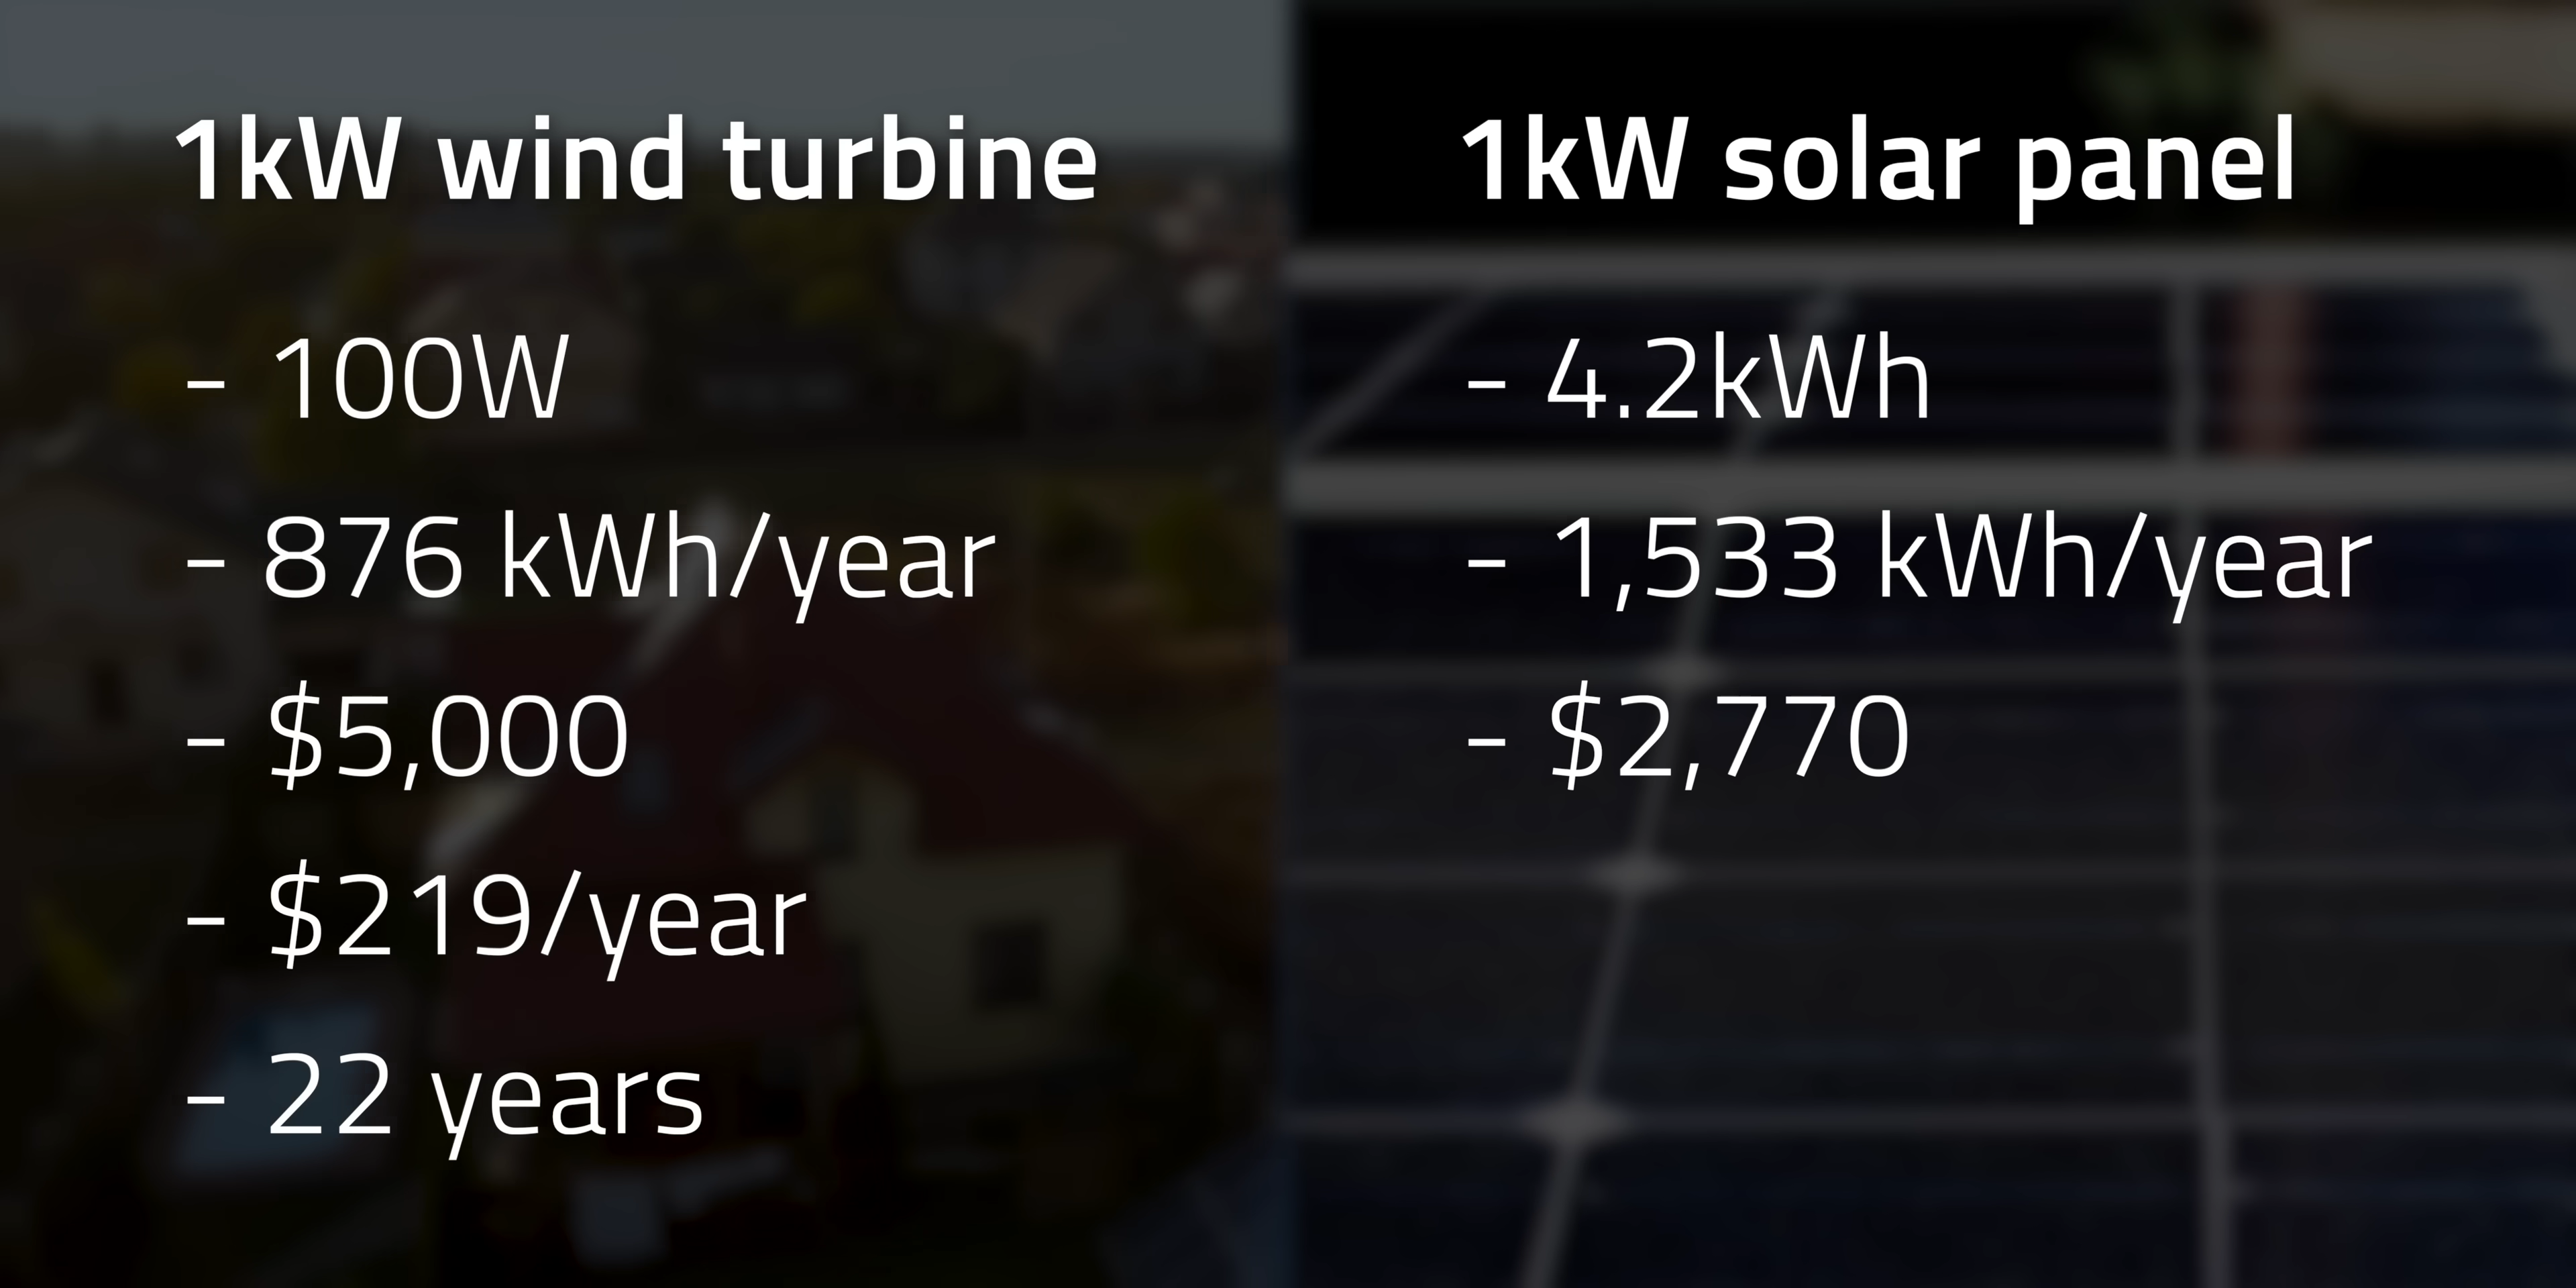 1kW wind turbine
- 100W
- 876 kWh/year
- $5,000
- $219/year
- 22 years
1kW solar panel
- 4.2kWh
- 1,533 kWh/year
- $2,770